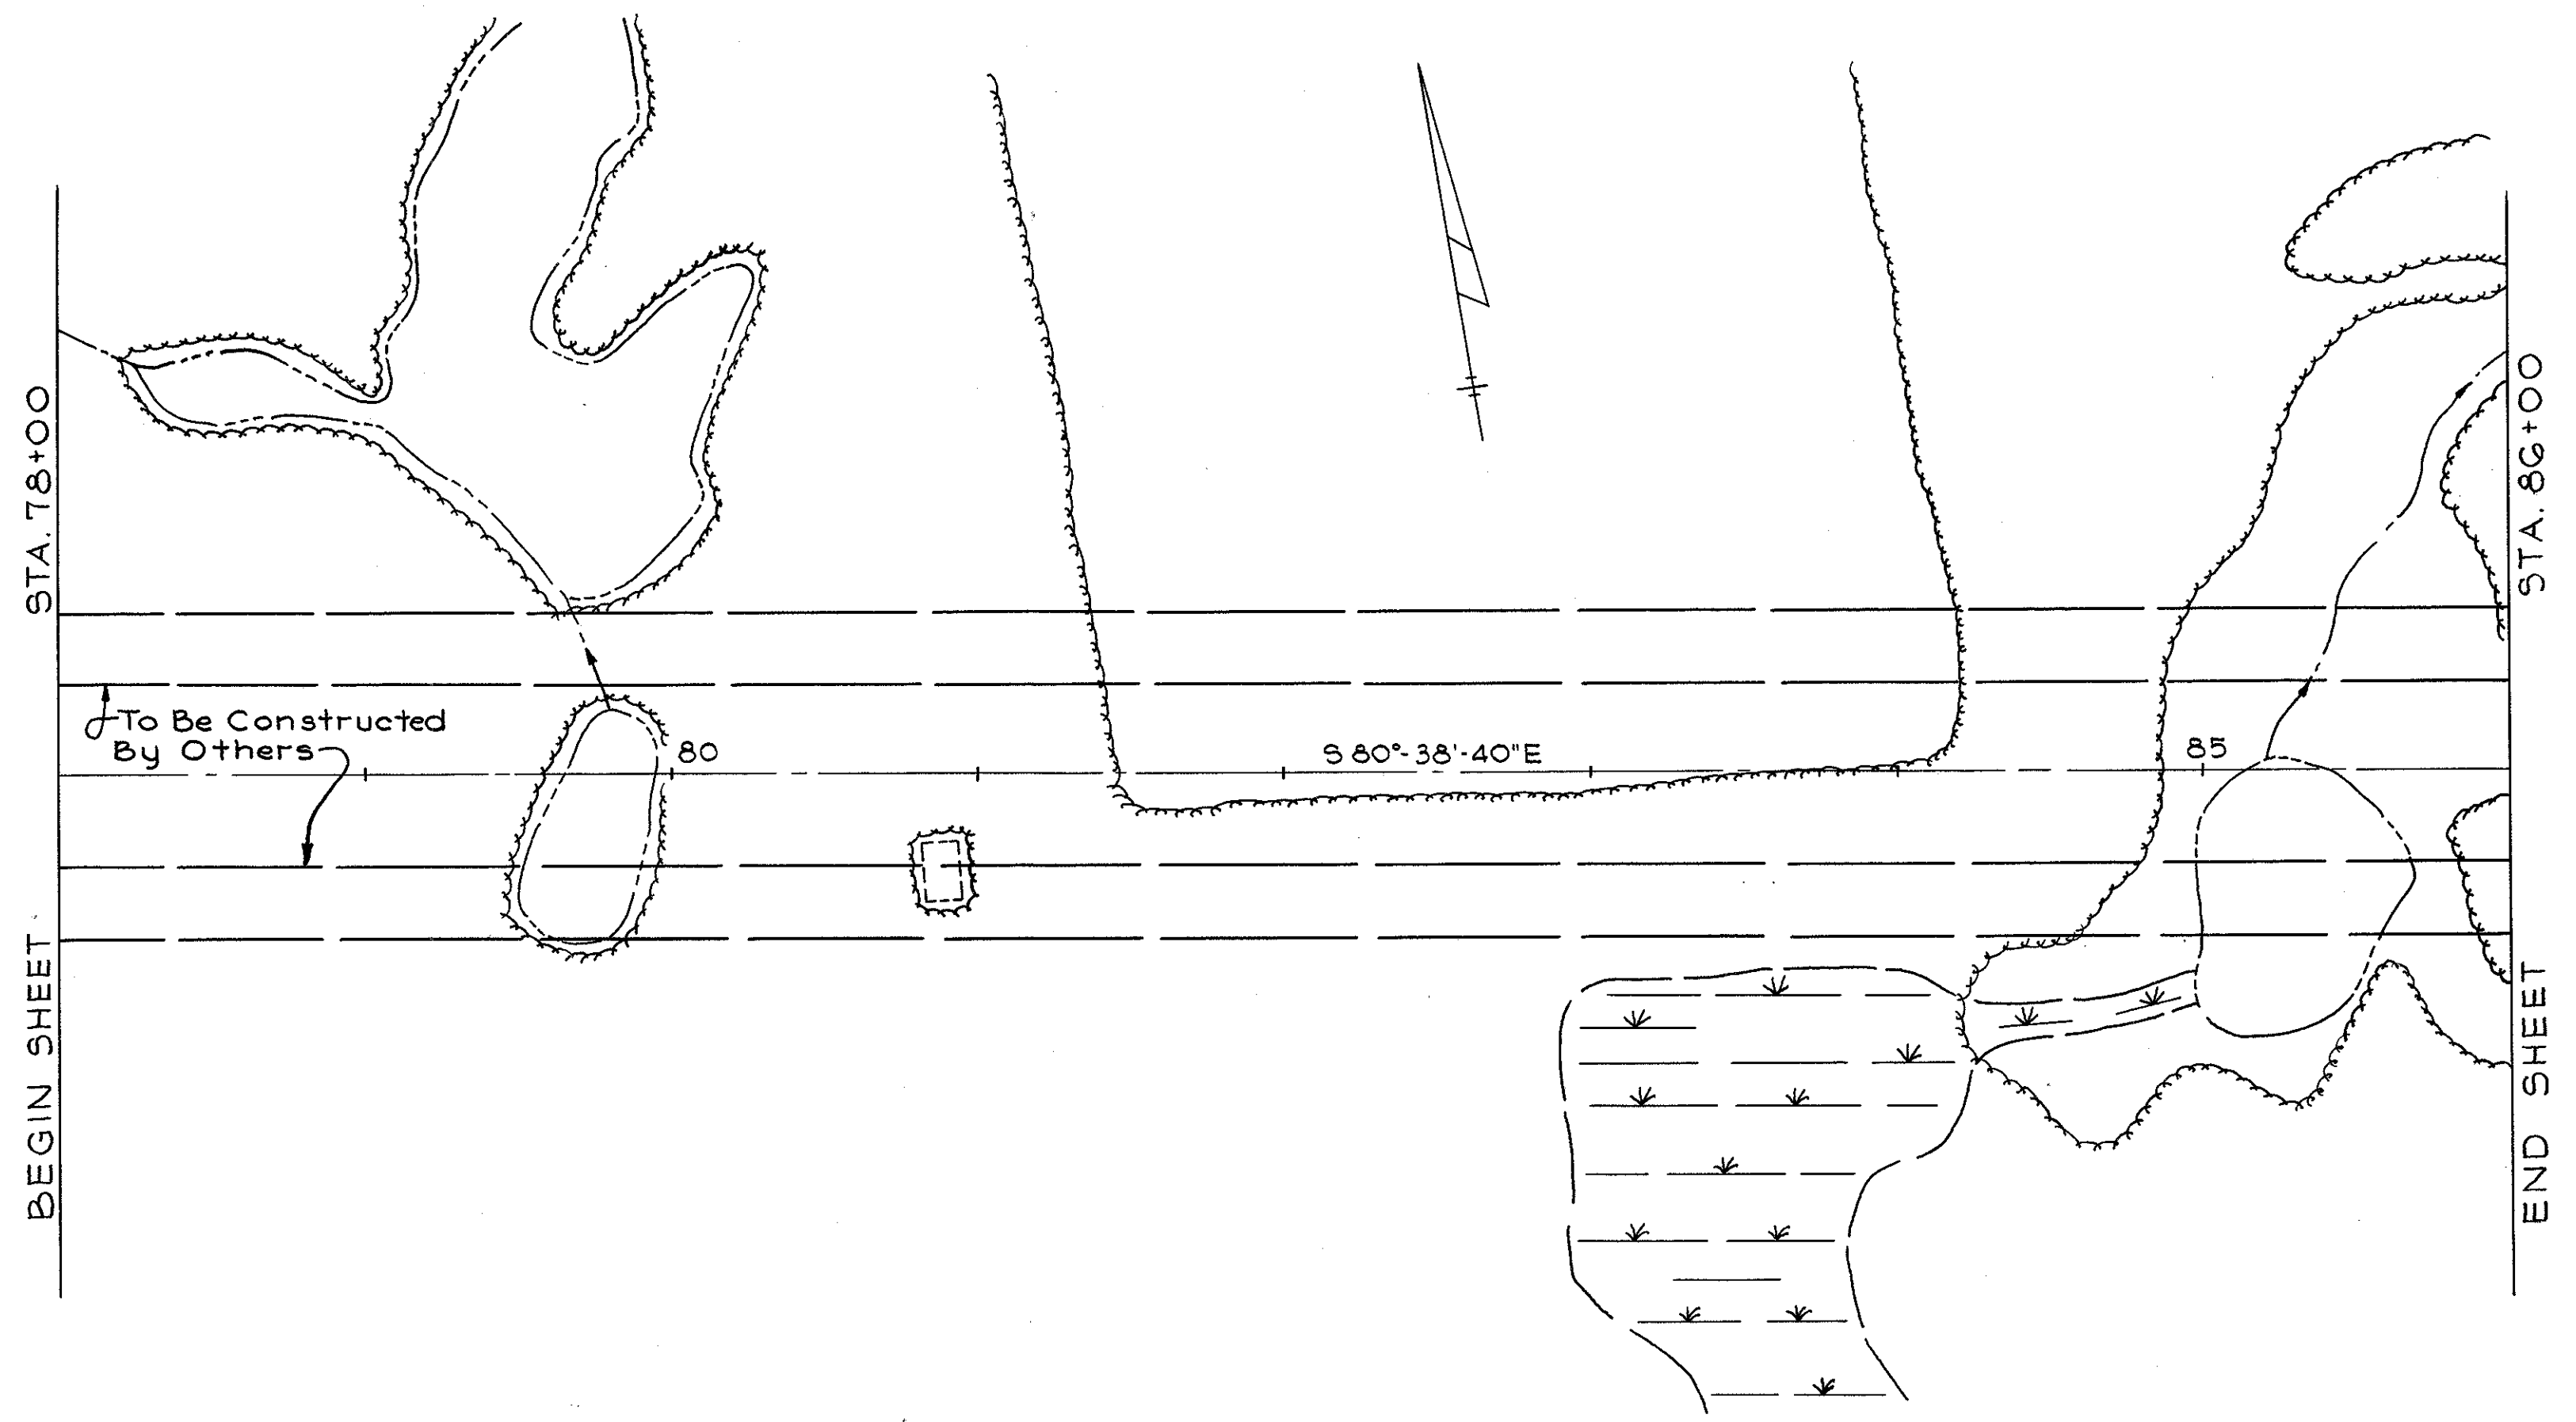 STA. 78+00
BEGIN SHEET
To Be Constructed
By Others
80
S 80°-38'-40"E
85
STA. 86+00
END SHEET